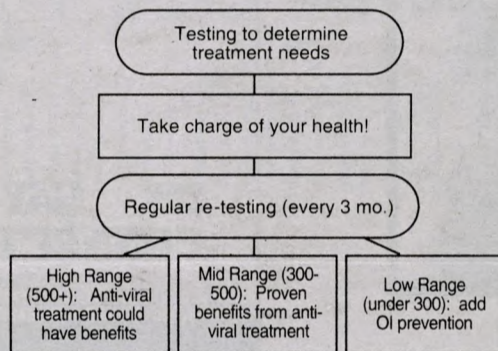 Testing to determine
treatment needs
Take charge of your health!
Regular re-testing (every 3 mo.)
High Range
(500+): Anti-viral
treatment could
have benefits
Mid Range (300-
500): Proven
benefits from anti-
viral treatment
Low Range
(under 300): add
OI prevention